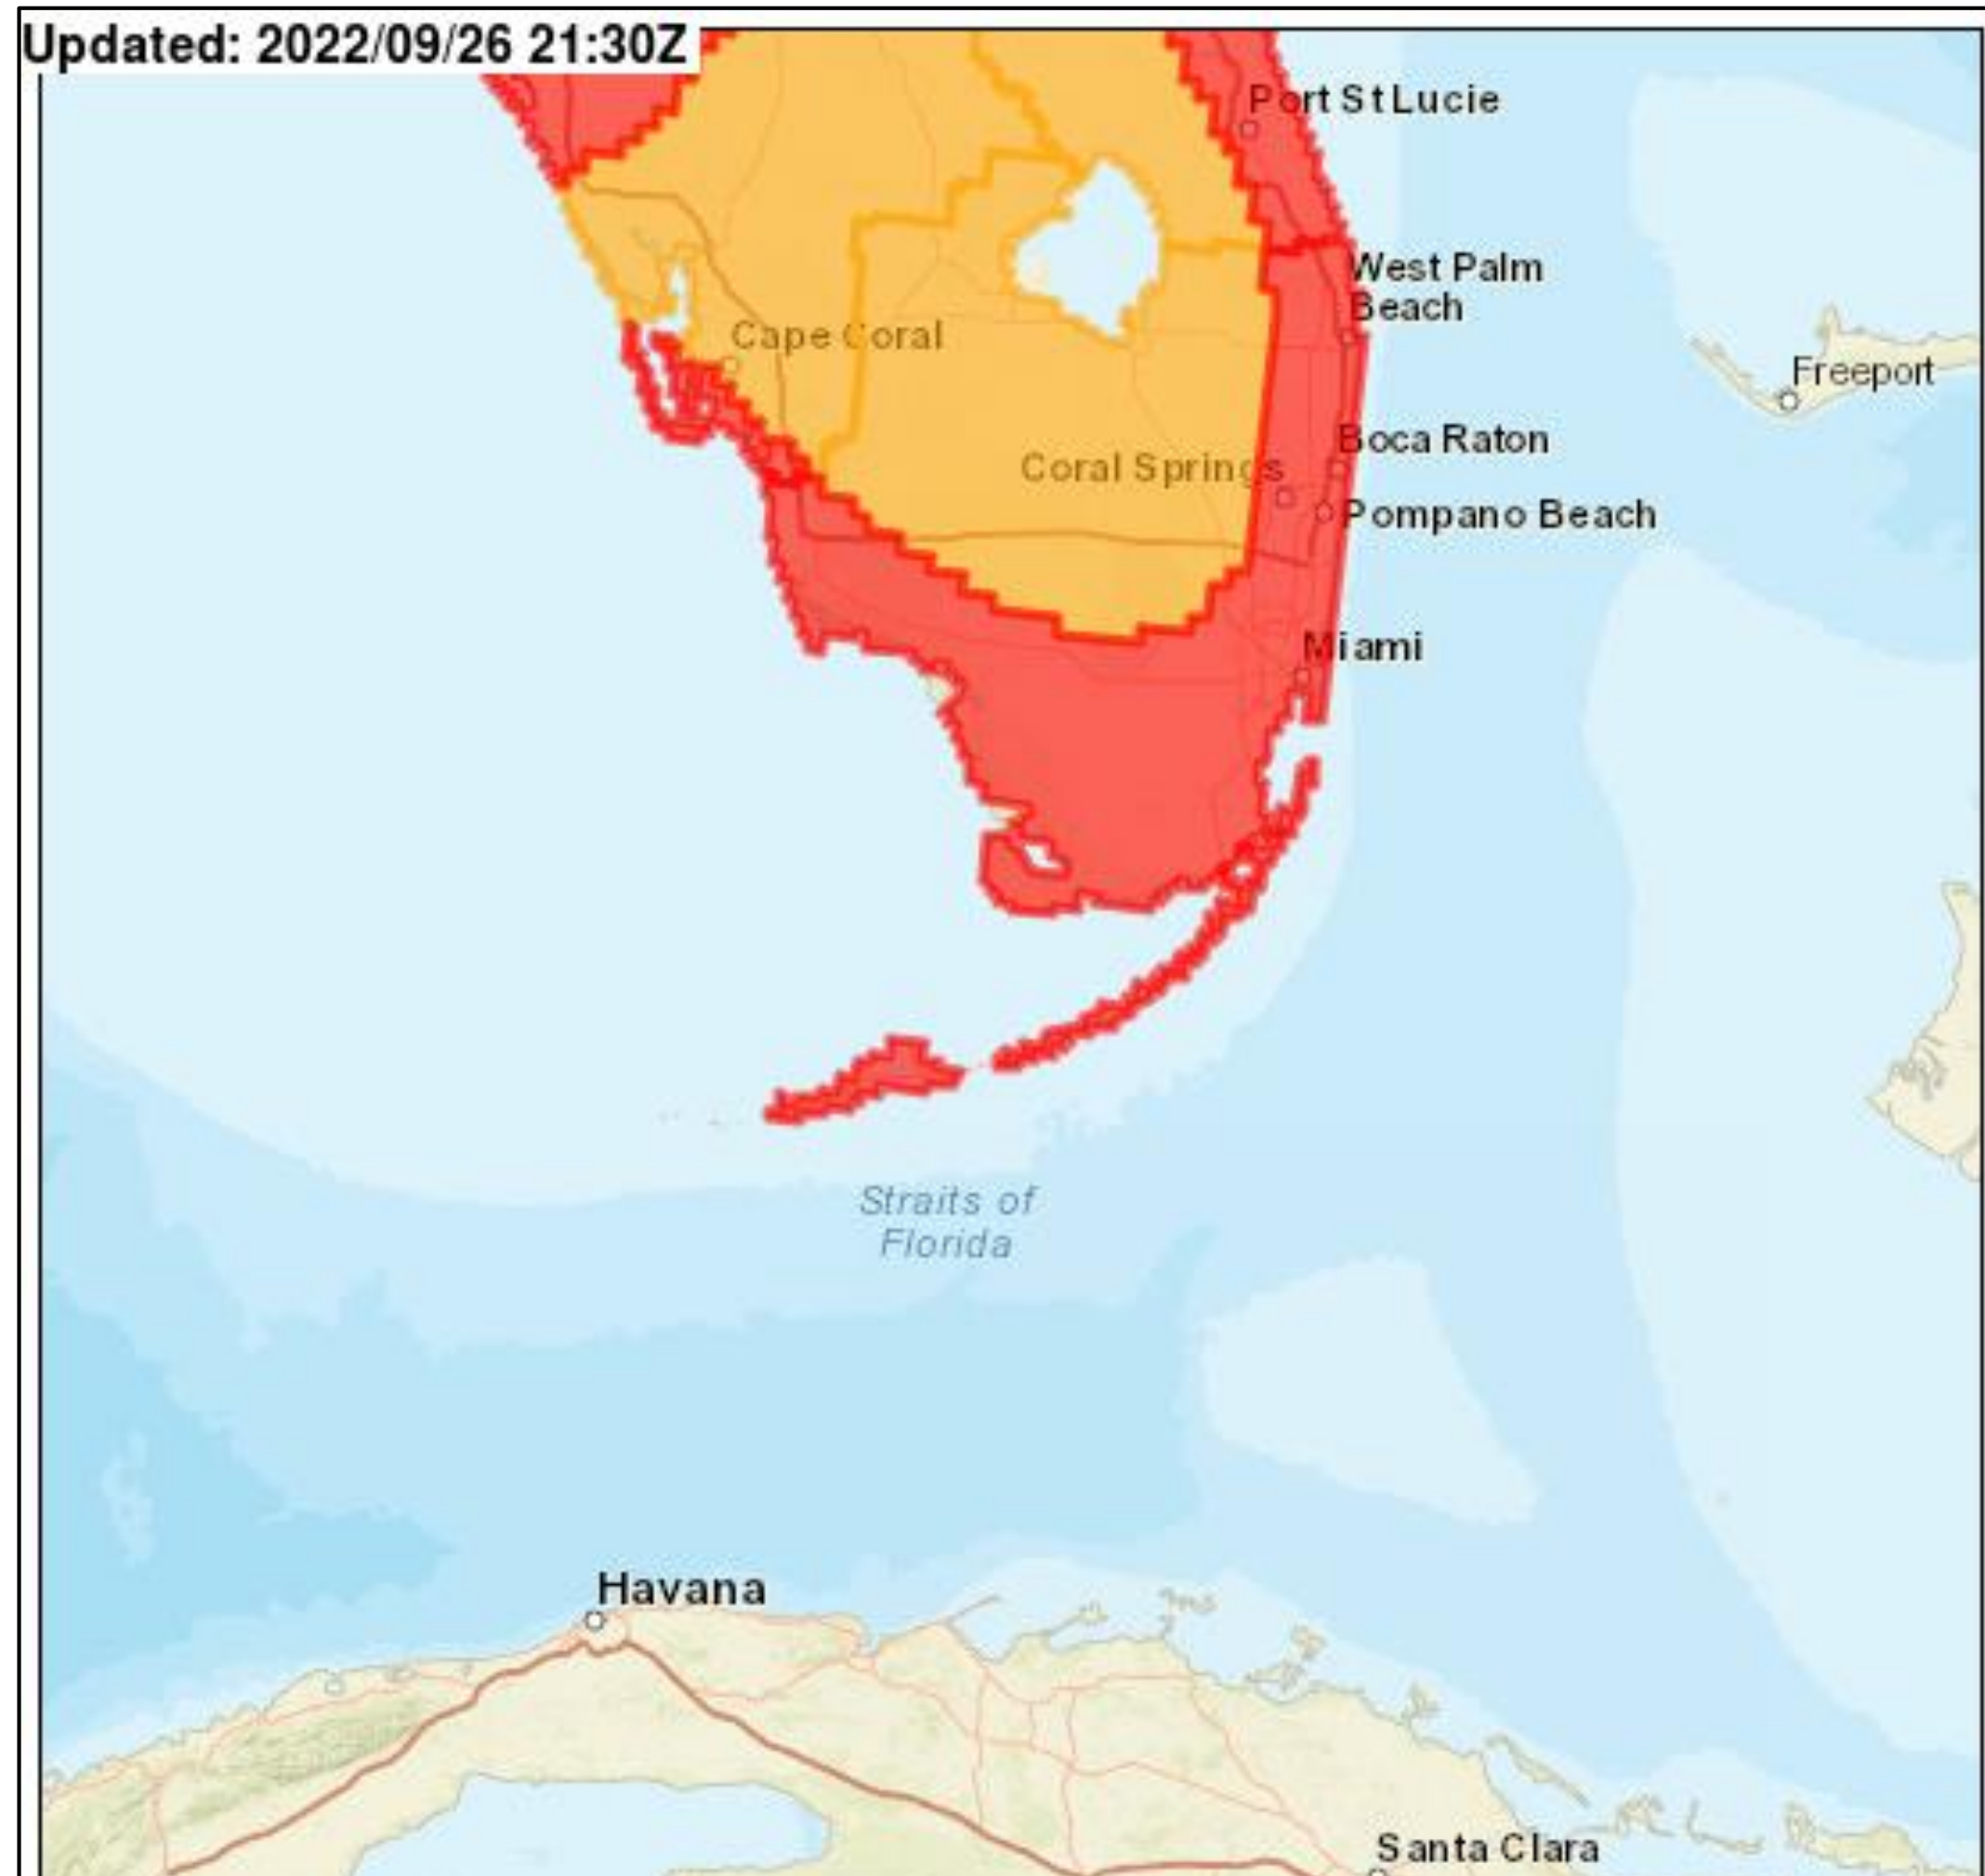 Updated: 2022/09/26 21:30Z
Port St Lucie
West Palm
Beach
Cape Coral
Freeport
Boca Raton
Coral Springs
Pompano Beach
Miami
Straits of
Florida
Havana
Santa Clara